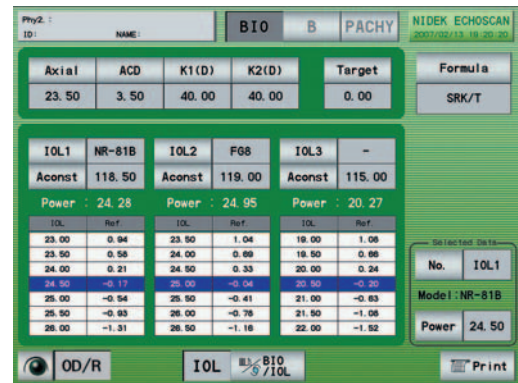 Phy2. :
ID: NAME:
BIO B PACHY
NIDEK ECHOSCAN
2007/02/13 19:20:20
Axial ACD K1(D) K2(D) Target
23.50 3.50 40.00 40.00 0.00
Formula
SRK/T
IOL1 NR-81B IOL2 FG8 IOL3 -
Aconst 118.50 Aconst 119.00 Aconst 115.00
Power : 24.28 Power : 24.95 Power : 20.27
IOL Ref. IOL Ref. IOL Ref.
23.00 0.94 23.50 1.04 19.00 1.08
23.50 0.58 24.00 0.69 19.50 0.66
24.00 0.21 24.50 0.33 20.00 0.24
24.50 -0.17 25.00 -0.04 20.50 -0.20
25.00 -0.54 25.50 -0.41 21.00 -0.63
25.50 -0.93 26.00 -0.78 21.50 -1.08
26.00 -1.31 26.50 -1.16 22.00 -1.52
Selected Data
No. IOL1
Model:NR-81B
Power 24.50
OD/R IOL BIO/IOL Print